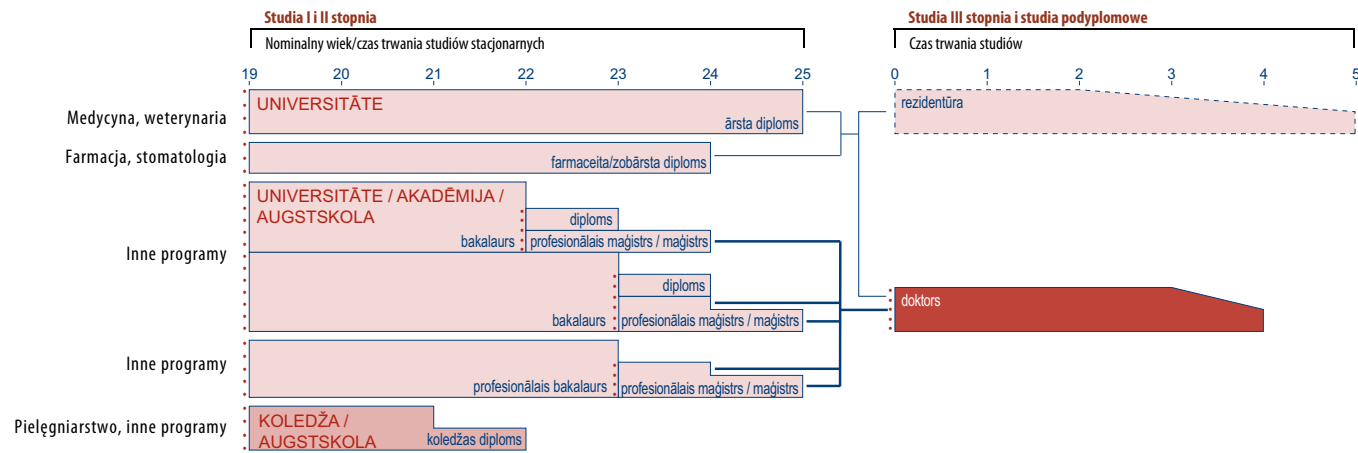 Studia I i II stopnia
Nominalny wiek/czas trwania studiów stacjonarnych
19 20 21 22 23 24 25
Studia III stopnia i studia podyplomowe
Czas trwania studiów
0 1 2 3 4 5
Medycyna, weterynaria
UNIVERSITĀTE
ārsta diploms
rezidentūra
Farmacja, stomatologia
farmaceita/zobārsta diploms
Inne programy
UNIVERSITĀTE / AKADĒMIJA /
AUGSTSKOLA
bakalaurs
diploms
profesionālais maģistrs / maģistrs
bakalaurs
diploms
profesionālais maģistrs / maģistrs
doktors
Inne programy
profesionālais bakalaurs
profesionālais maģistrs / maģistrs
Pielęgniarstwo, inne programy
KOLEDŽA /
AUGSTSKOLA
koledžas diploms